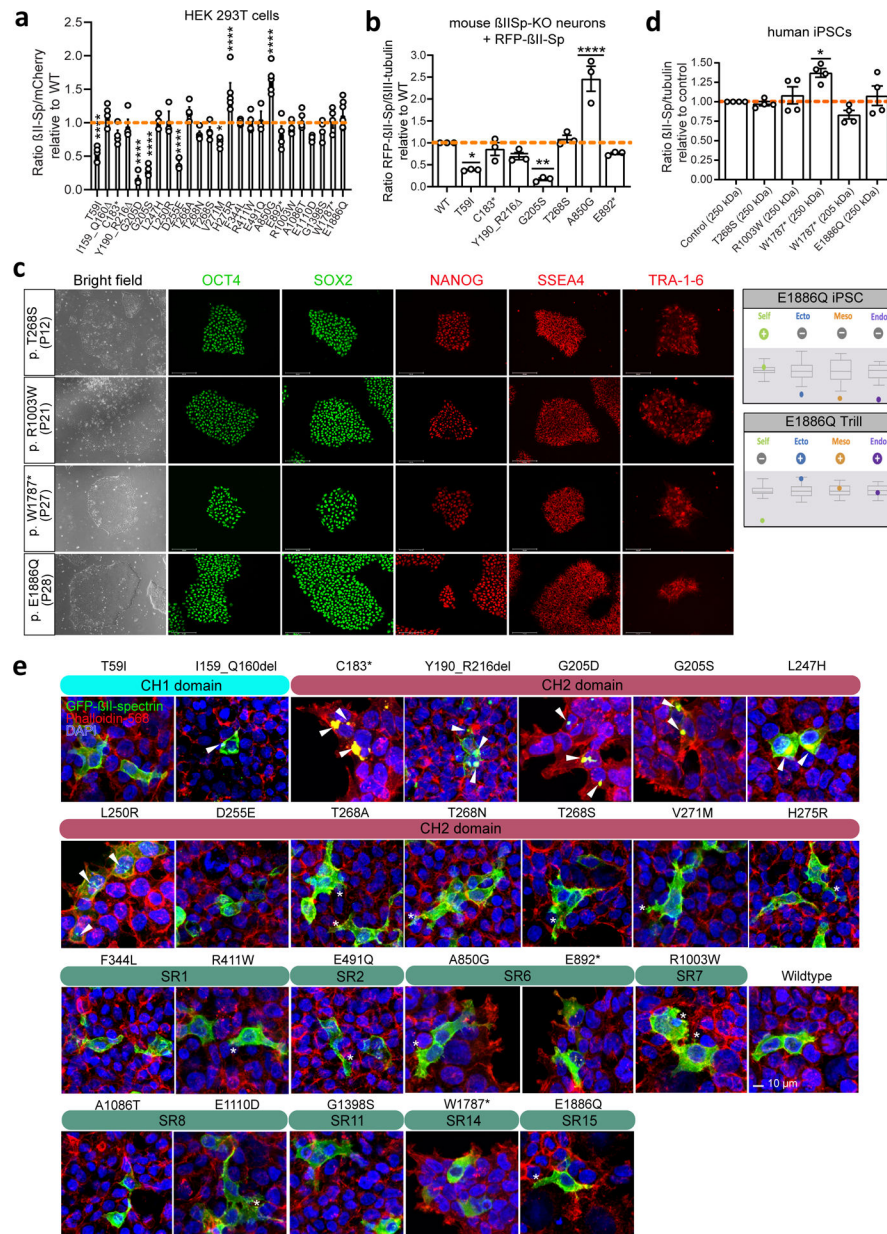 a
HEK 293T cells
Ratio ßII-Sp/mCherry
relative to WT
2.5
2.0
1.5
1.0
0.5
0
****
****
****
****
*
****
****
T59I
I159_Q160Δ
C183*
Y190_R216Δ
G205D
G205S
L247H
L250R
D255E
T268A
T268N
T268S
V271M
H275R
F344L
R411W
E491Q
A850G
E892*
R1003W
A1086T
E1110D
G1398S
W1787*
E1886Q
b
mouse ßIISp-KO neurons
+ RFP-ßII-Sp
Ratio RFP-ßII-Sp/ßIII-tubulin
relative to WT
3.0
2.5
2.0
1.5
1.0
0.5
0.0
*
**
****
WT
T59I
C183*
Y190_R216Δ
G205S
T268S
A850G
E892*
d
human iPSCs
ßII-Sp/tubulin
relative to control
1.75
1.50
1.25
1.00
0.75
0.50
0.25
0
*
Control (250 kDa)
T268S (250 kDa)
R1003W (250 kDa)
W1787* (250 kDa)
W1787* (205 kDa)
E1886Q (250 kDa)
c
Bright field
OCT4
SOX2
NANOG
SSEA4
TRA-1-6
p. T268S
(P12)
p. R1003W
(P21)
p. W1787*
(P27)
p. E1886Q
(P28)
E1886Q iPSC
Self Ecto Meso Endo
+ − − −
E1886Q Trill
Self Ecto Meso Endo
− + + +
e
T59I I159_Q160del C183* Y190_R216del G205D G205S L247H
CH1 domain CH2 domain
GFP-ßII-spectrin
Phalloidin-568
DAPI
L250R D255E T268A T268N T268S V271M H275R
CH2 domain
* * * * *
F344L R411W E491Q A850G E892* R1003W
SR1 SR2 SR6 SR7 Wildtype
* * * * *
10 µm
A1086T E1110D G1398S W1787* E1886Q
SR8 SR11 SR14 SR15
* *